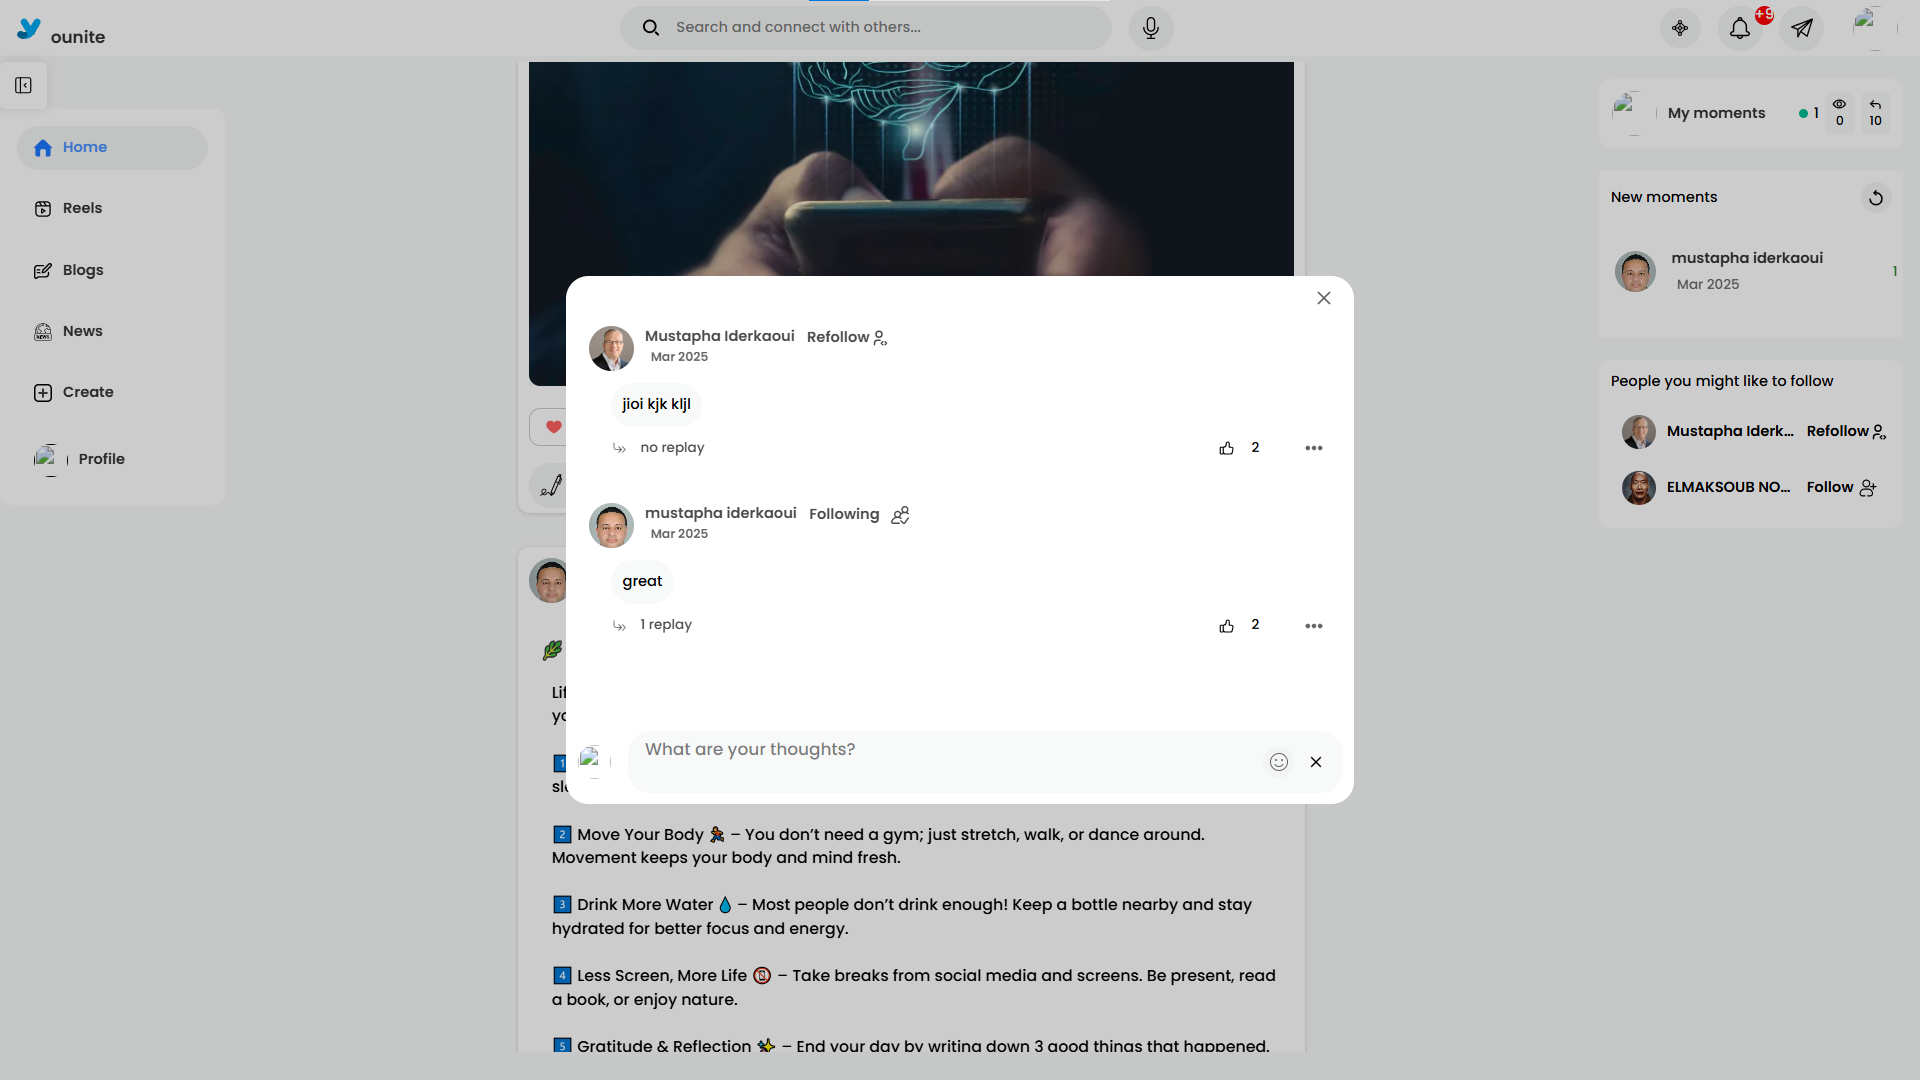 ounite
Search and connect with others...
+9
Home
Reels
Blogs
News
Create
Profile
My moments
1
0
10
New moments
mustapha iderkaoui
Mar 2025
1
People you might like to follow
Mustapha Iderk... Refollow
ELMAKSOUB NO... Follow
Mustapha Iderkaoui Refollow
Mar 2025
jioi kjk kljl
no replay
2
mustapha iderkaoui Following
Mar 2025
great
1 replay
2
What are your thoughts?
1
2 Move Your Body – You don’t need a gym; just stretch, walk, or dance around.
Movement keeps your body and mind fresh.
3 Drink More Water 💧 – Most people don’t drink enough! Keep a bottle nearby and stay
hydrated for better focus and energy.
4 Less Screen, More Life 📵 – Take breaks from social media and screens. Be present, read
a book, or enjoy nature.
5 Gratitude & Reflection ✨ – End your day by writing down 3 good things that happened.